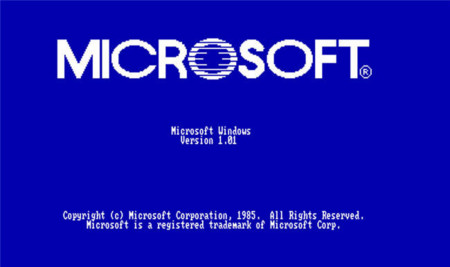 MICROSOFT®
Microsoft Windows
Version 1.01
Copyright (c) Microsoft Corporation, 1985. All Rights Reserved.
Microsoft is a registered trademark of Microsoft Corp.